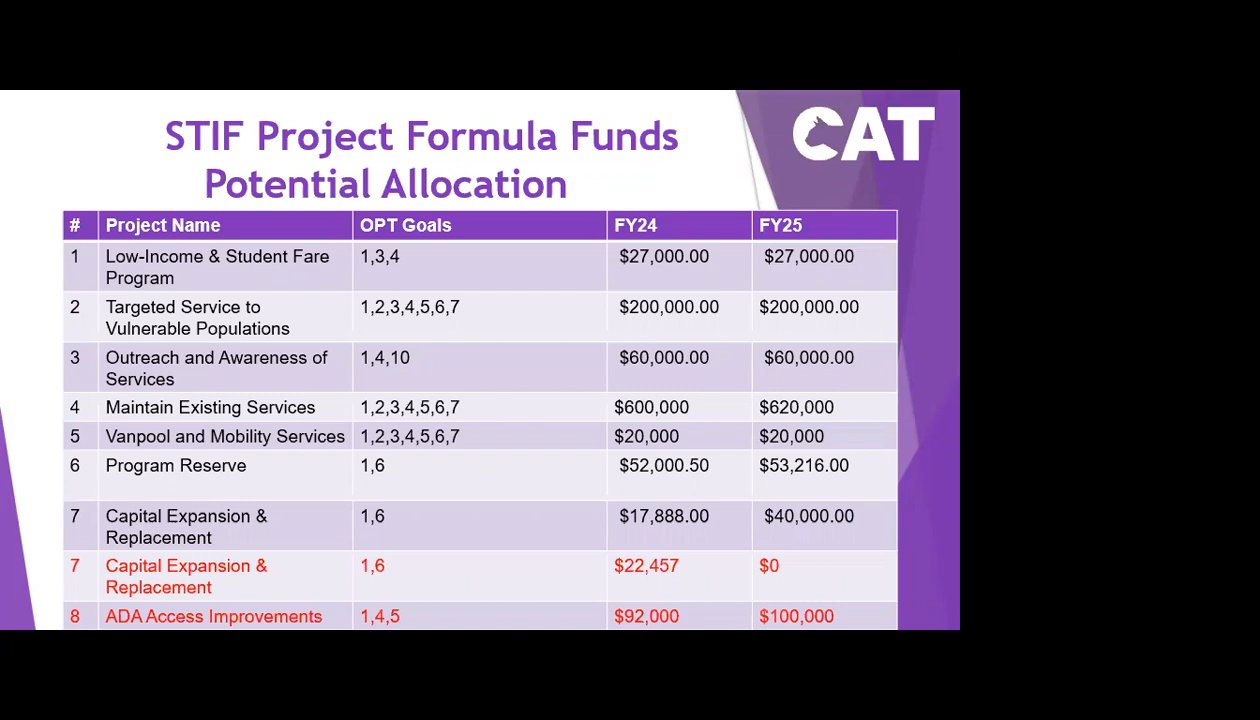 STIF Project Formula Funds
Potential Allocation
CAT
# Project Name OPT Goals FY24 FY25
1 Low-Income & Student Fare Program 1,3,4 $27,000.00 $27,000.00
2 Targeted Service to Vulnerable Populations 1,2,3,4,5,6,7 $200,000.00 $200,000.00
3 Outreach and Awareness of Services 1,4,10 $60,000.00 $60,000.00
4 Maintain Existing Services 1,2,3,4,5,6,7 $600,000 $620,000
5 Vanpool and Mobility Services 1,2,3,4,5,6,7 $20,000 $20,000
6 Program Reserve 1,6 $52,000.50 $53,216.00
7 Capital Expansion & Replacement 1,6 $17,888.00 $40,000.00
7 Capital Expansion & Replacement 1,6 $22,457 $0
8 ADA Access Improvements 1,4,5 $92,000 $100,000